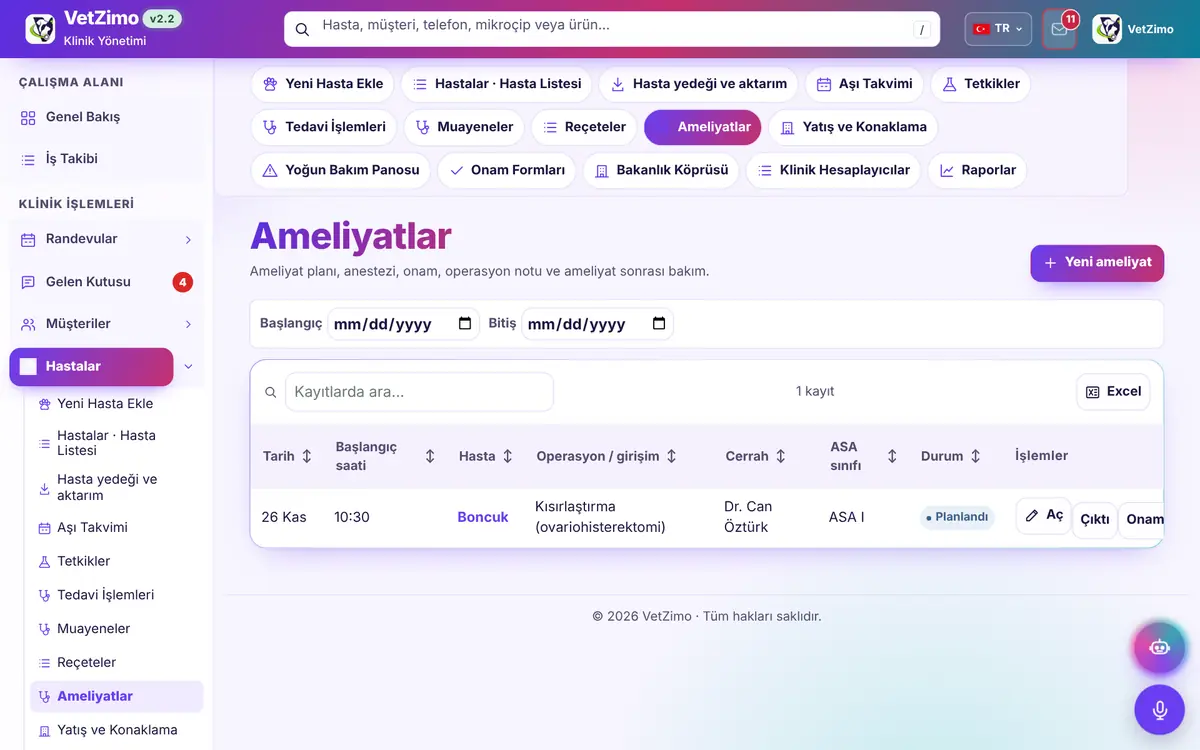 VetZimo v2.2
Klinik Yönetimi
Hasta, müşteri, telefon, mikroçip veya ürün...
/
TR
11
VetZimo
ÇALIŞMA ALANI
Genel Bakış
İş Takibi
KLİNİK İŞLEMLERİ
Randevular
Gelen Kutusu
4
Müşteriler
Hastalar
Yeni Hasta Ekle
Hastalar · Hasta
Listesi
Hasta yedeği ve
aktarım
Aşı Takvimi
Tetkikler
Tedavi İşlemleri
Muayeneler
Reçeteler
Ameliyatlar
Yatış ve Konaklama
Yeni Hasta Ekle
Hastalar · Hasta Listesi
Hasta yedeği ve aktarım
Aşı Takvimi
Tetkikler
Tedavi İşlemleri
Muayeneler
Reçeteler
Ameliyatlar
Yatış ve Konaklama
Yoğun Bakım Panosu
Onam Formları
Bakanlık Köprüsü
Klinik Hesaplayıcılar
Raporlar
Ameliyatlar
Ameliyat planı, anestezi, onam, operasyon notu ve ameliyat sonrası bakım.
+ Yeni ameliyat
Başlangıç mm/dd/yyyy Bitiş mm/dd/yyyy
Kayıtlarda ara...
1 kayıt
Excel
Tarih
Başlangıç
saati
Hasta
Operasyon / girişim
Cerrah
ASA
sınıfı
Durum
İşlemler
26 Kas
10:30
Boncuk
Kısırlaştırma
(ovariohisterektomi)
Dr. Can
Öztürk
ASA I
Planlandı
Aç
Çıktı
Onam
© 2026 VetZimo · Tüm hakları saklıdır.